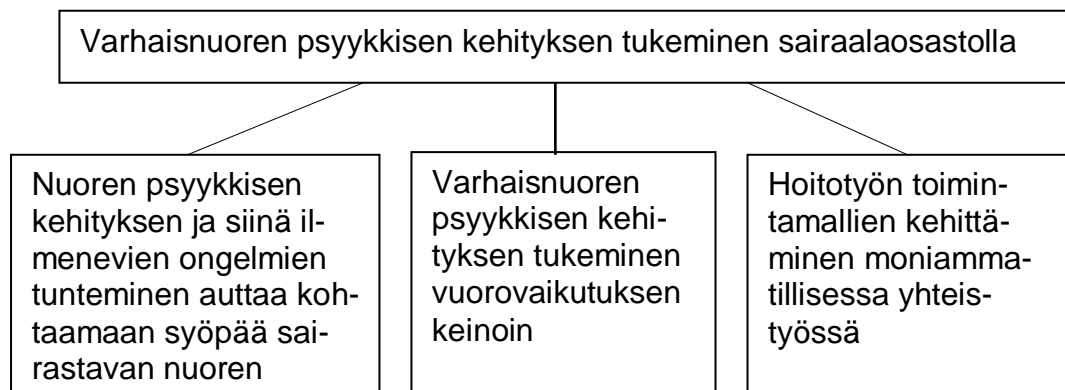 Varhaisnuoren psyykkisen kehityksen tukeminen sairaalaosastolla
Nuoren psyykkisen
kehityksen ja siinä il-
menevien ongelmien
tunteminen auttaa koh-
taamaan syöpää sai-
rastavan nuoren
Varhaisnuoren
psyykkisen kehi-
tyksen tukeminen
vuorovaikutuksen
keinoin
Hoitotyön toimin-
tamallien kehittä-
minen moniamma-
tillisessa yhteis-
työssä